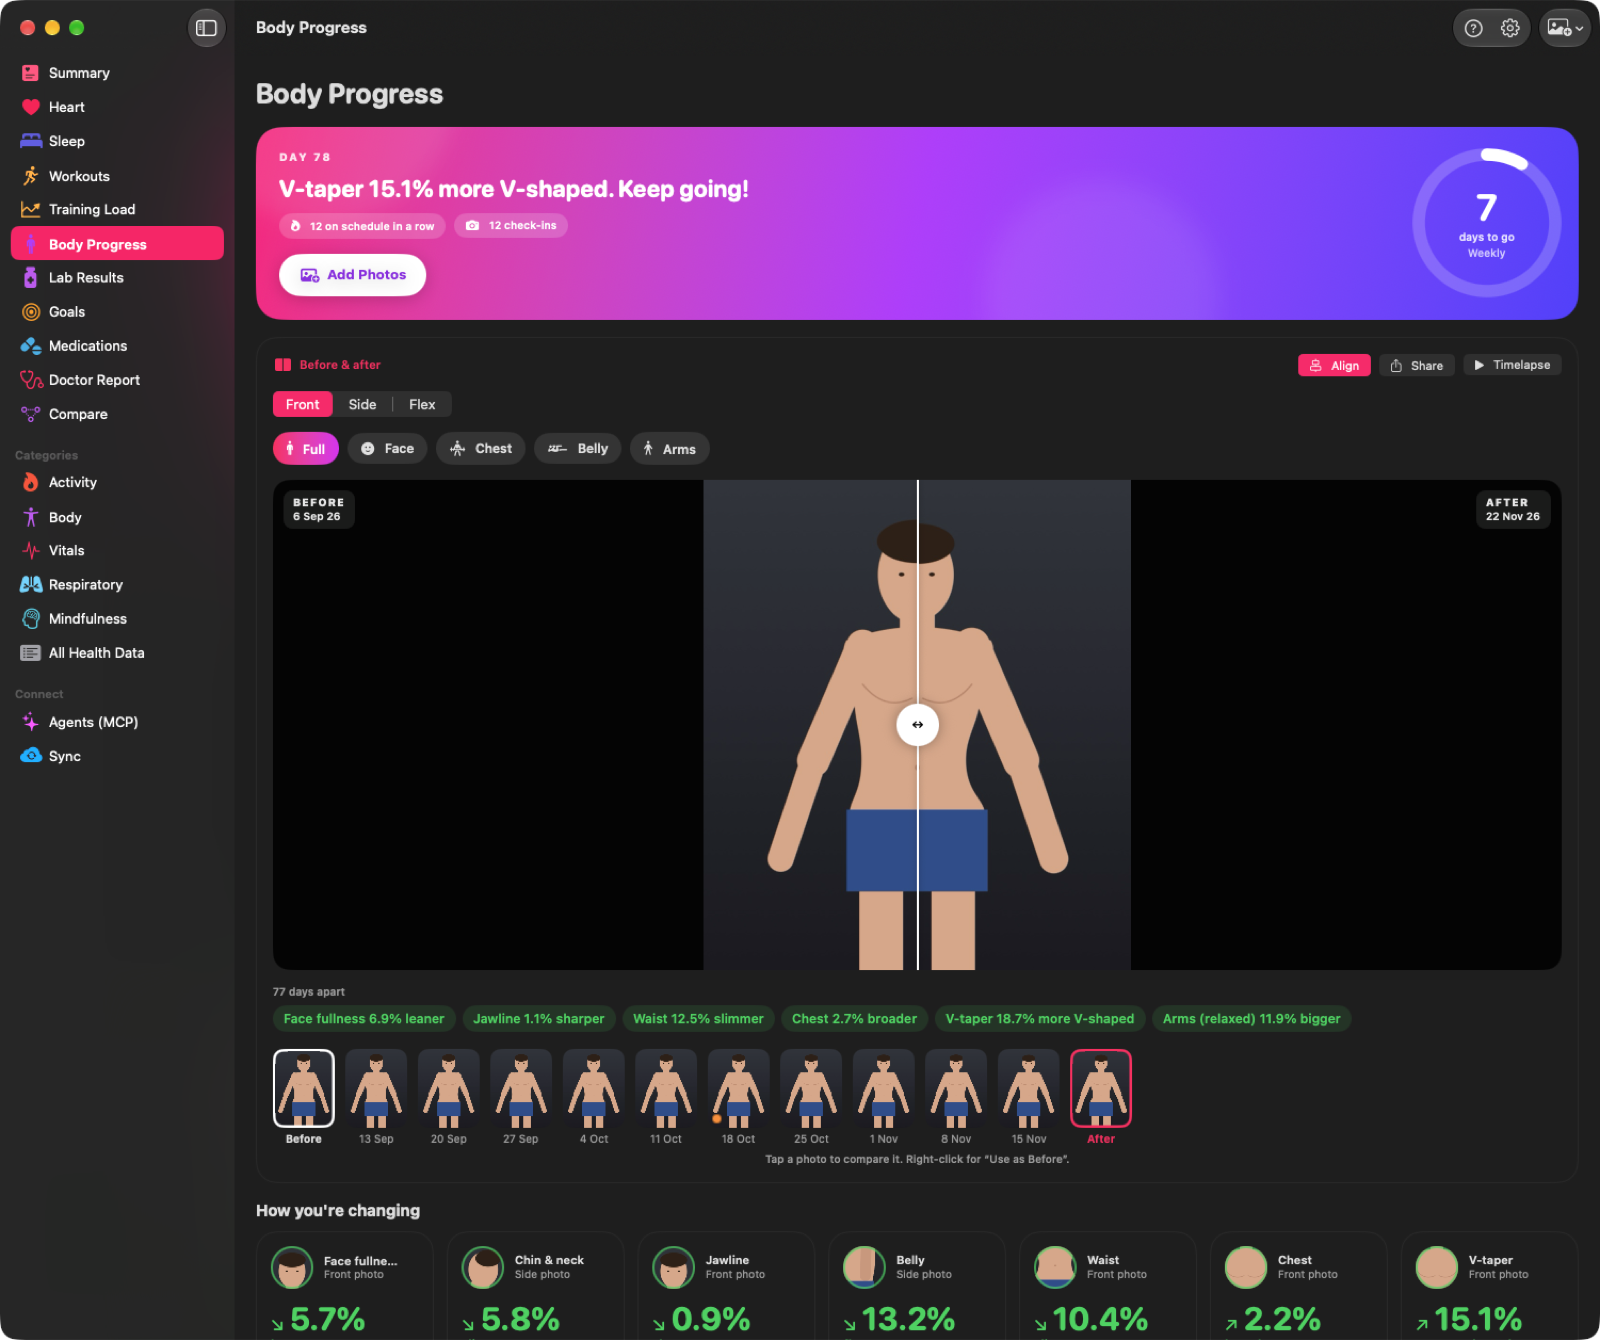 Body Progress
Summary
Heart
Sleep
Workouts
Training Load
Body Progress
Lab Results
Goals
Medications
Doctor Report
Compare
Categories
Activity
Body
Vitals
Respiratory
Mindfulness
All Health Data
Connect
Agents (MCP)
Sync
Body Progress
DAY 78
V-taper 15.1% more V-shaped. Keep going!
12 on schedule in a row
12 check-ins
Add Photos
7
days to go
Weekly
Before & after
Align
Share
Timelapse
Front
Side
Flex
Full
Face
Chest
Belly
Arms
BEFORE
6 Sep 26
AFTER
22 Nov 26
77 days apart
Face fullness 6.9% leaner
Jawline 1.1% sharper
Waist 12.5% slimmer
Chest 2.7% broader
V-taper 18.7% more V-shaped
Arms (relaxed) 11.9% bigger
Before
13 Sep
20 Sep
27 Sep
4 Oct
11 Oct
18 Oct
25 Oct
1 Nov
8 Nov
15 Nov
After
Tap a photo to compare it. Right-click for “Use as Before”.
How you're changing
Face fullne...
Front photo
5.7%
Chin & neck
Side photo
5.8%
Jawline
Front photo
0.9%
Belly
Side photo
13.2%
Waist
Front photo
10.4%
Chest
Front photo
2.2%
V-taper
Front photo
15.1%